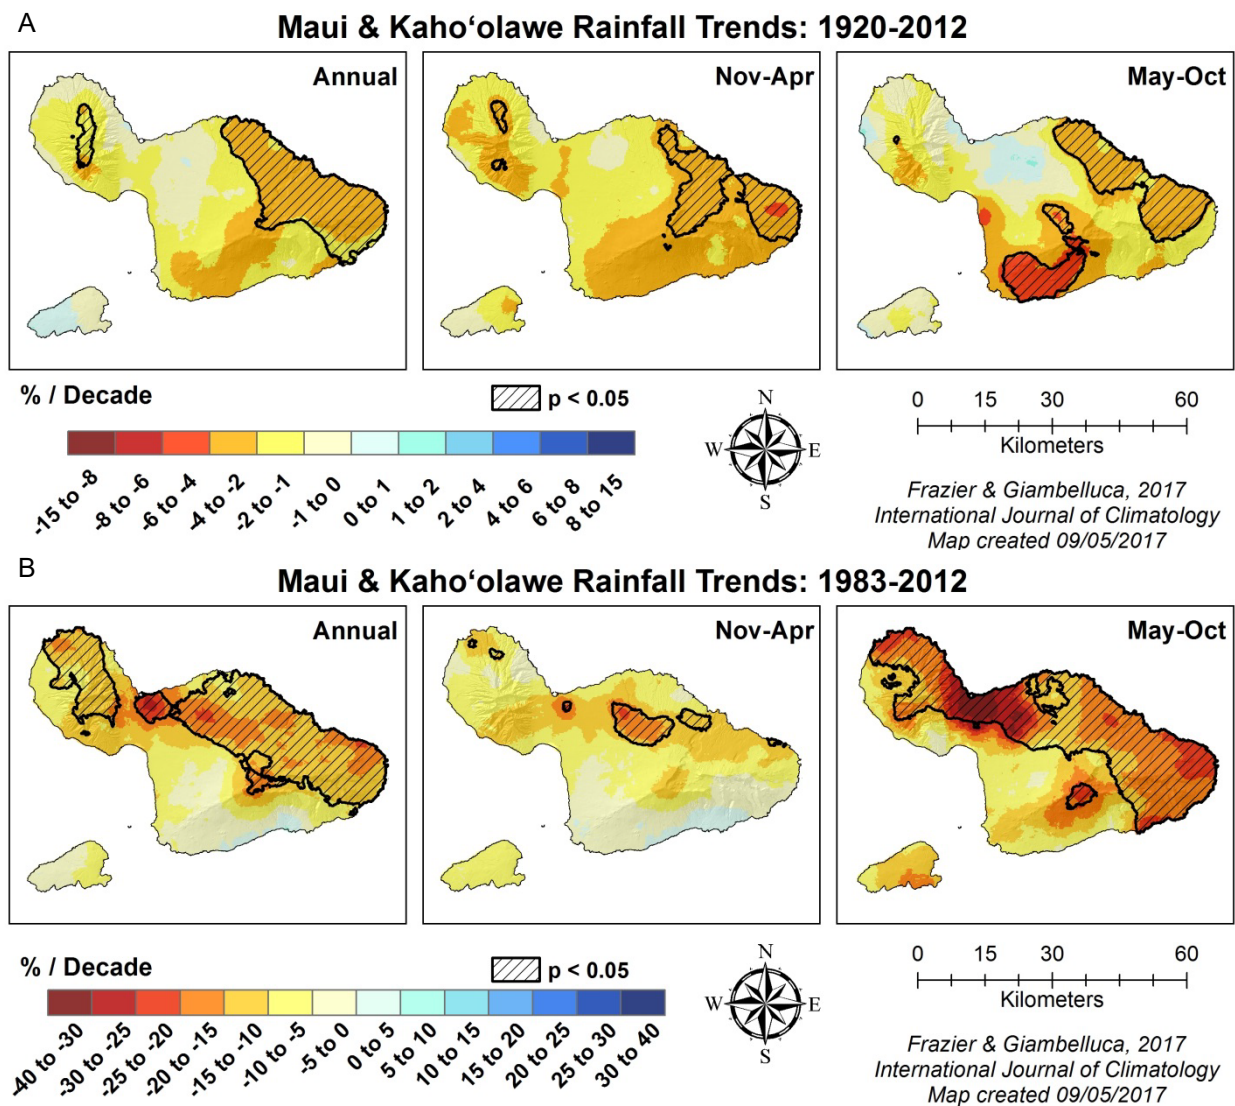 A
Maui & Kahoʻolawe Rainfall Trends: 1920-2012
Annual
Nov-Apr
May-Oct
% / Decade
p < 0.05
-15 to -8
-8 to -6
-6 to -4
-4 to -2
-2 to -1
-1 to 0
0 to 1
1 to 2
2 to 4
4 to 6
6 to 8
8 to 15
N
W
E
S
0 15 30 60
Kilometers
Frazier & Giambelluca, 2017
International Journal of Climatology
Map created 09/05/2017
B
Maui & Kahoʻolawe Rainfall Trends: 1983-2012
Annual
Nov-Apr
May-Oct
% / Decade
p < 0.05
-40 to -30
-30 to -25
-25 to -20
-20 to -15
-15 to -10
-10 to -5
-5 to 0
0 to 5
5 to 10
10 to 15
15 to 20
20 to 25
25 to 30
30 to 40
N
W
E
S
0 15 30 60
Kilometers
Frazier & Giambelluca, 2017
International Journal of Climatology
Map created 09/05/2017